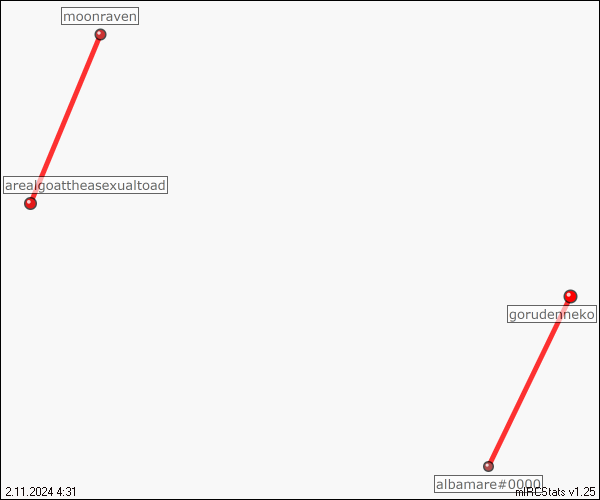 moonraven
arealgoattheasexualtoad
gorudenneko
albamare#0000
2.11.2024 4:31
mIRCStats v1.25